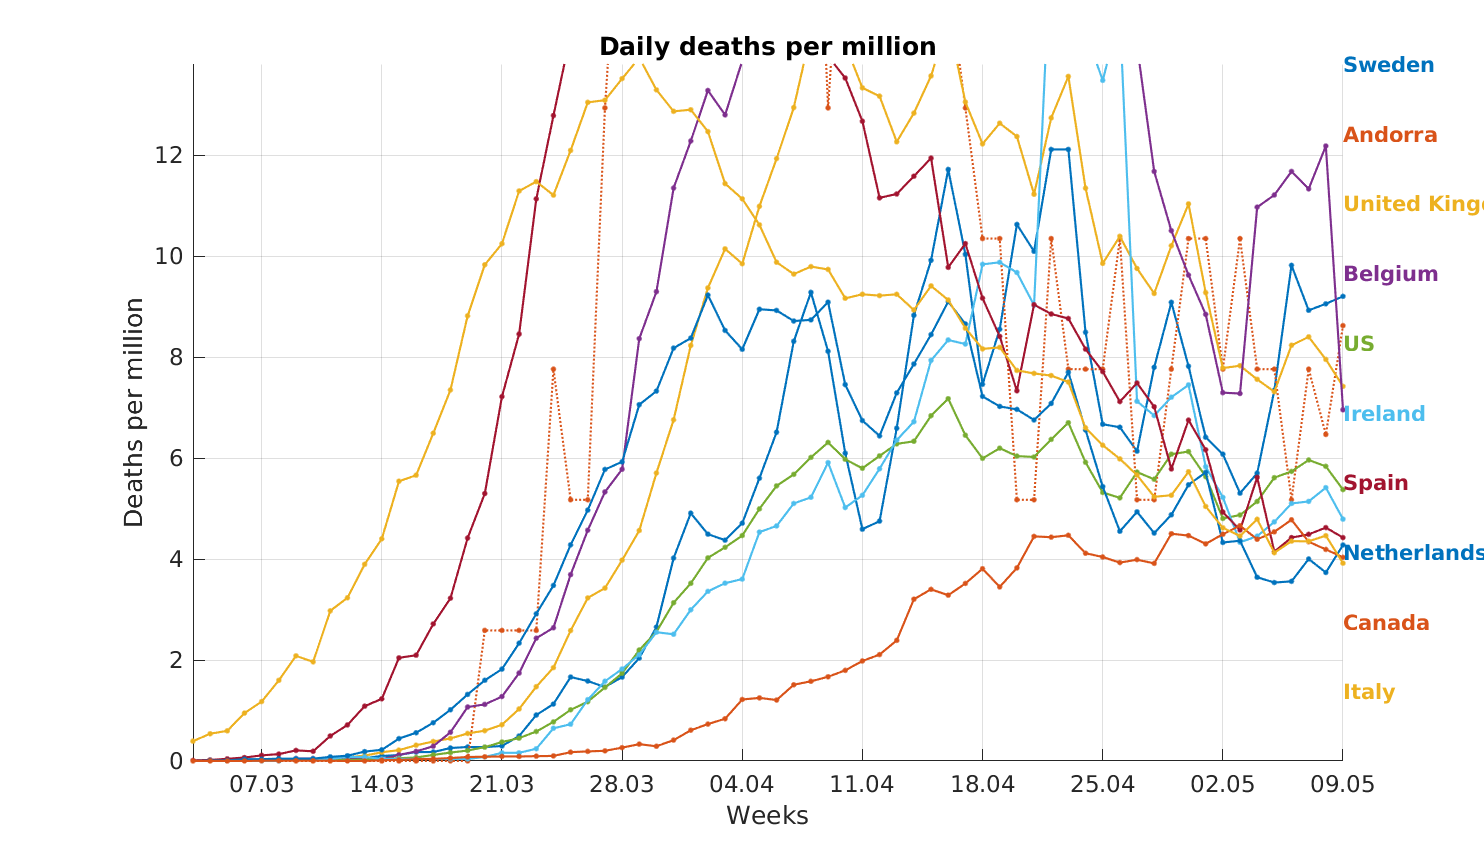 Daily deaths per million
Deaths per million
12
10
8
6
4
2
0
07.03 14.03 21.03 28.03 04.04 11.04 18.04 25.04 02.05 09.05
Weeks
Sweden
Andorra
United King
Belgium
US
Ireland
Spain
Netherlands
Canada
Italy